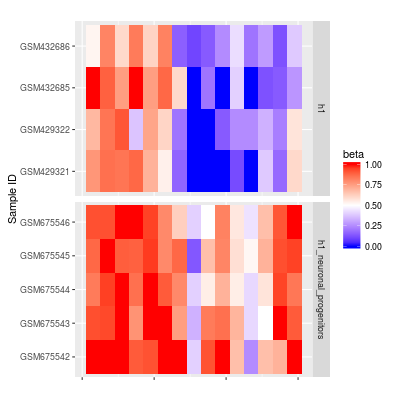 Sample ID
GSM432686
GSM432685
GSM429322
GSM429321
h1
GSM675546
GSM675545
GSM675544
GSM675543
GSM675542
h1_neuronal_progenitors
beta
1.00
0.75
0.50
0.25
0.00